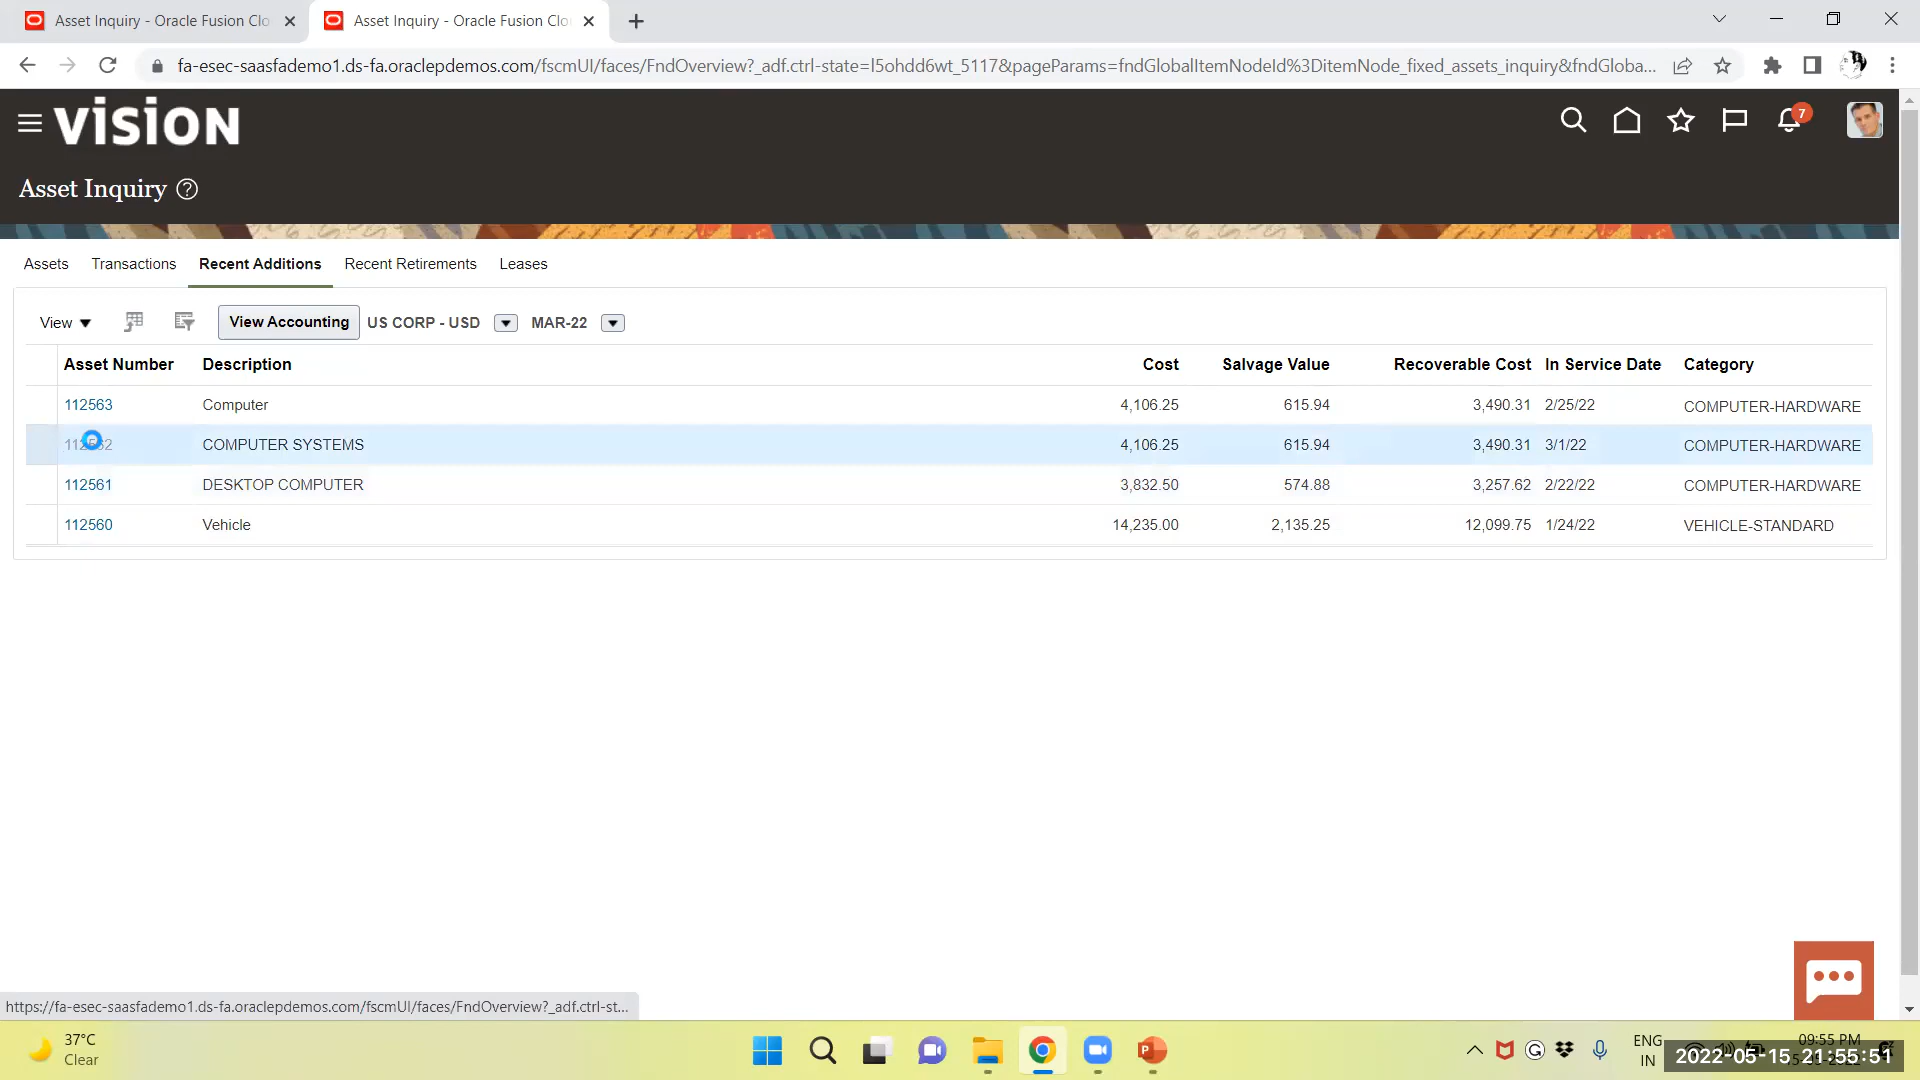 Asset Inquiry - Oracle Fusion Clo
Asset Inquiry - Oracle Fusion Clo
fa-esec-saasfademo1.ds-fa.oraclepdemos.com/fscmUI/faces/FndOverview?_adf.ctrl-state=l5ohdd6wt_5117&pageParams=fndGlobalItemNodeId%3DitemNode_fixed_assets_inquiry&fndGloba...
vision
7
Asset Inquiry
Assets Transactions Recent Additions Recent Retirements Leases
View View Accounting US CORP - USD MAR-22
Asset Number Description Cost Salvage Value Recoverable Cost In Service Date Category
112563 Computer 4,106.25 615.94 3,490.31 2/25/22 COMPUTER-HARDWARE
112562 COMPUTER SYSTEMS 4,106.25 615.94 3,490.31 3/1/22 COMPUTER-HARDWARE
112561 DESKTOP COMPUTER 3,832.50 574.88 3,257.62 2/22/22 COMPUTER-HARDWARE
112560 Vehicle 14,235.00 2,135.25 12,099.75 1/24/22 VEHICLE-STANDARD
https://fa-esec-saasfademo1.ds-fa.oraclepdemos.com/fscmUI/faces/FndOverview?_adf.ctrl-st...
37°C
Clear
ENG
IN
09:55 PM
2022-05-15 21:55:51